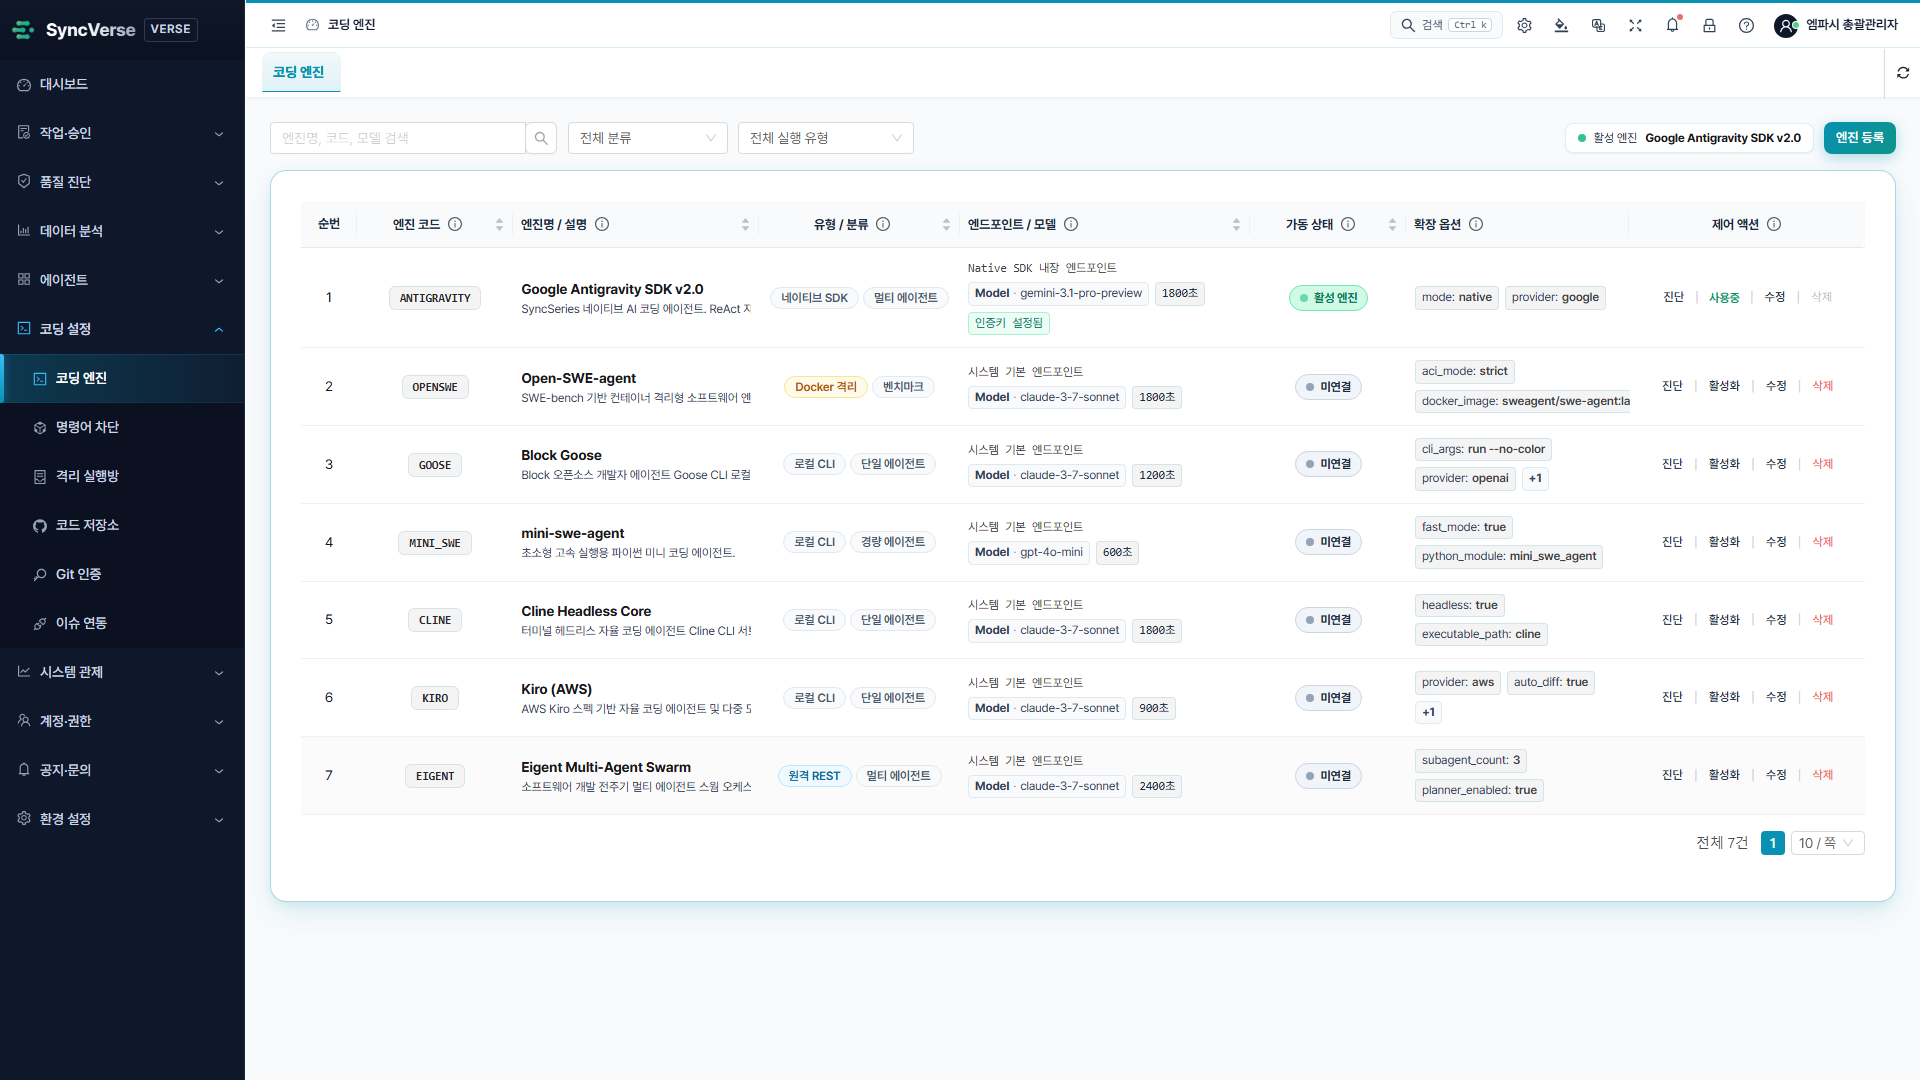 SyncVerse VERSE
대시보드
작업·승인
품질 진단
데이터 분석
에이전트
코딩 설정
코딩 엔진
명령어 차단
격리 실행방
코드 저장소
Git 인증
이슈 연동
시스템 관제
계정·권한
공지·문의
환경 설정
코딩 엔진
검색 Ctrl k
엠파시 총괄관리자
코딩 엔진
엔진명, 코드, 모델 검색
전체 분류
전체 실행 유형
활성 엔진 Google Antigravity SDK v2.0
엔진 등록
순번 엔진 코드 엔진명 / 설명 유형 / 분류 엔드포인트 / 모델 가동 상태 확장 옵션 제어 액션
1 ANTIGRAVITY
Google Antigravity SDK v2.0
SyncSeries 네이티브 AI 코딩 에이전트. ReAct
네이티브 SDK 멀티 에이전트
Native SDK 내장 엔드포인트
Model · gemini-3.1-pro-preview 1800초
인증키 설정됨
활성 엔진
mode: native provider: google
진단 사용중 수정 삭제
2 OPENSWE
Open-SWE-agent
SWE-bench 기반 컨테이너 격리형 소프트웨어 엔
Docker 격리 벤치마크
시스템 기본 엔드포인트
Model · claude-3-7-sonnet 1800초
미연결
aci_mode: strict
docker_image: sweagent/swe-agent:la
진단 활성화 수정 삭제
3 GOOSE
Block Goose
Block 오픈소스 개발자 에이전트 Goose CLI 로컬
로컬 CLI 단일 에이전트
시스템 기본 엔드포인트
Model · claude-3-7-sonnet 1200초
미연결
cli_args: run --no-color
provider: openai +1
진단 활성화 수정 삭제
4 MINI_SWE
mini-swe-agent
초소형 고속 실행용 파이썬 미니 코딩 에이전트.
로컬 CLI 경량 에이전트
시스템 기본 엔드포인트
Model · gpt-4o-mini 600초
미연결
fast_mode: true
python_module: mini_swe_agent
진단 활성화 수정 삭제
5 CLINE
Cline Headless Core
터미널 헤드리스 자율 코딩 에이전트 Cline CLI
로컬 CLI 단일 에이전트
시스템 기본 엔드포인트
Model · claude-3-7-sonnet 1800초
미연결
headless: true
executable_path: cline
진단 활성화 수정 삭제
6 KIRO
Kiro (AWS)
AWS Kiro 스펙 기반 자율 코딩 에이전트 및 다중
로컬 CLI 단일 에이전트
시스템 기본 엔드포인트
Model · claude-3-7-sonnet 900초
미연결
provider: aws auto_diff: true
+1
진단 활성화 수정 삭제
7 EIGENT
Eigent Multi-Agent Swarm
소프트웨어 개발 전주기 멀티 에이전트 스웜 오케스
원격 REST 멀티 에이전트
시스템 기본 엔드포인트
Model · claude-3-7-sonnet 2400초
미연결
subagent_count: 3
planner_enabled: true
진단 활성화 수정 삭제
전체 7건 1 10 / 쪽